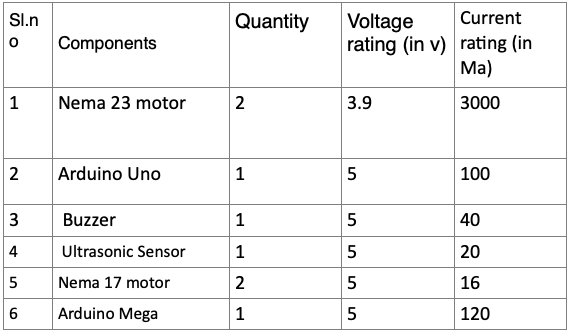 Sl.n
o
Components
Quantity
Voltage
rating (in v)
Current
rating (in
Ma)
1 Nema 23 motor 2 3.9 3000
2 Arduino Uno 1 5 100
3 Buzzer 1 5 40
4 Ultrasonic Sensor 1 5 20
5 Nema 17 motor 2 5 16
6 Arduino Mega 1 5 120